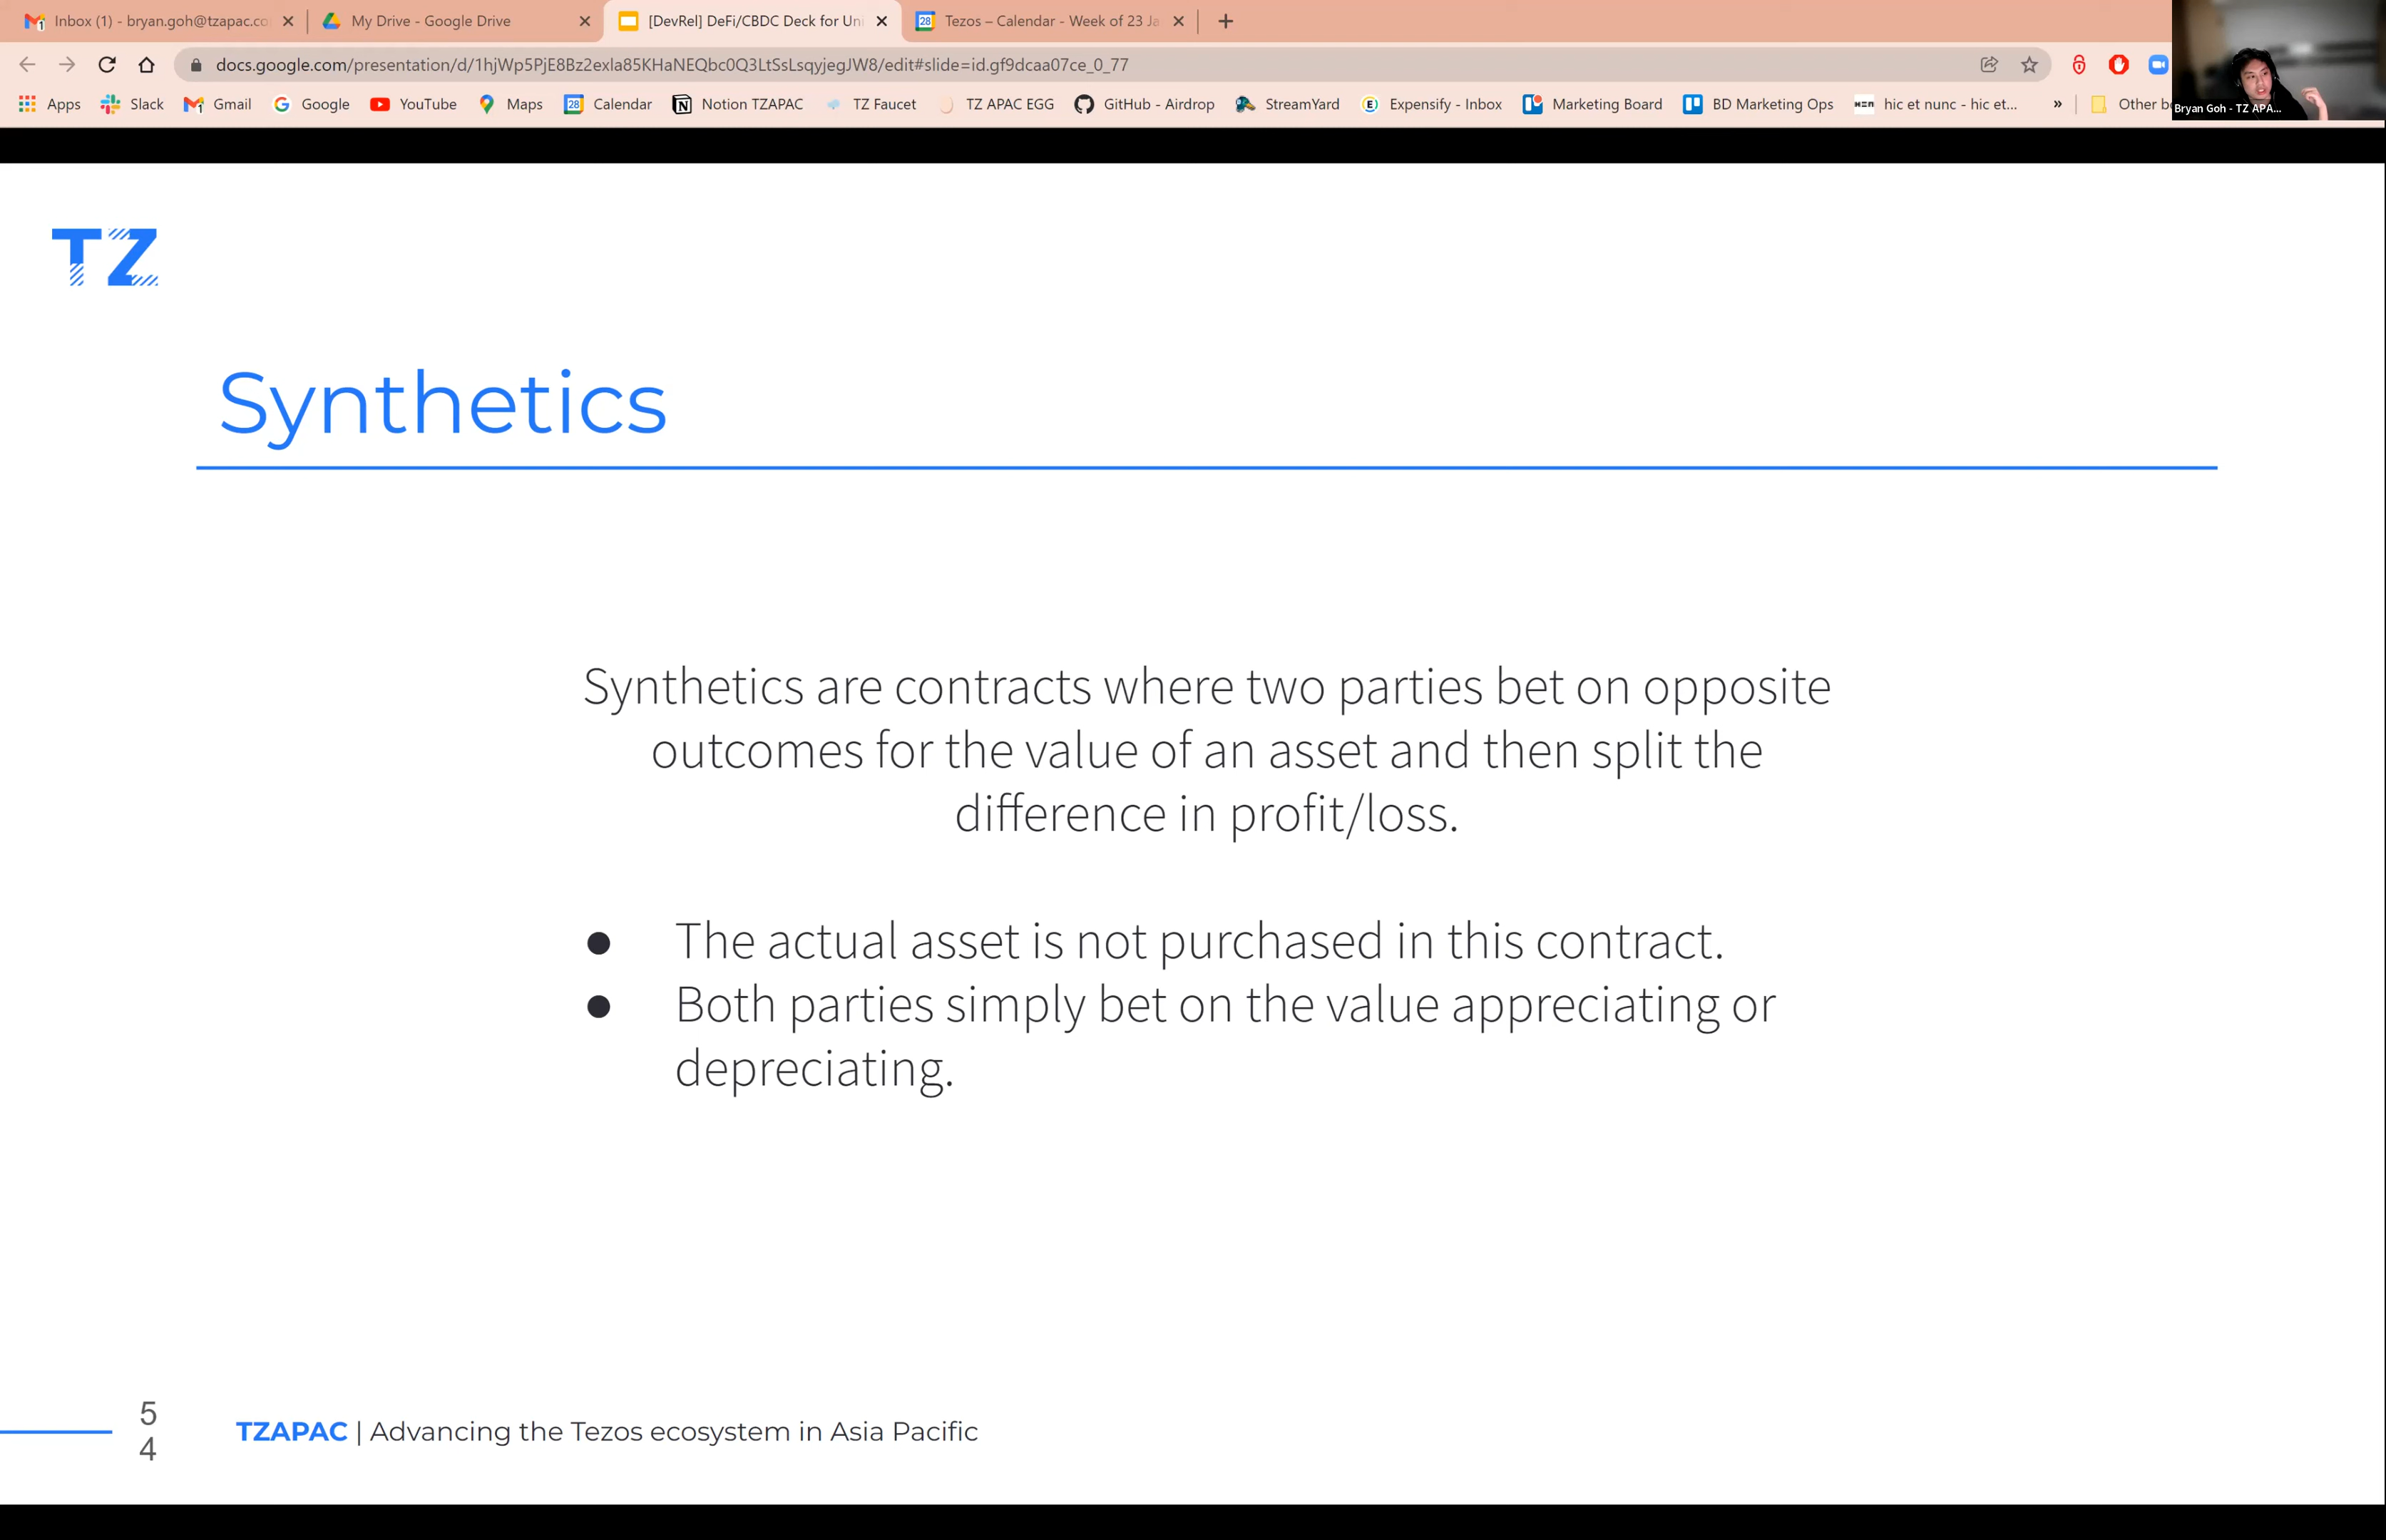 Inbox (1) - bryan.goh@tzapac.co
My Drive - Google Drive
[DevRel] DeFi/CBDC Deck for Uni
Tezos – Calendar - Week of 23 Ja
docs.google.com/presentation/d/1hjWp5PjE8Bz2exla85KHaNEQbc0Q3LtSsLsqyjegJW8/edit#slide=id.gf9dcaa07ce_0_77
Apps Slack Gmail Google YouTube Maps 28 Calendar Notion TZAPAC TZ Faucet TZ APAC EGG GitHub - Airdrop StreamYard Expensify - Inbox Marketing Board BD Marketing Ops hic et nunc - hic et... » Other b
Bryan Goh - TZ APA...
TZ
Synthetics
Synthetics are contracts where two parties bet on opposite
outcomes for the value of an asset and then split the
difference in profit/loss.
● The actual asset is not purchased in this contract.
● Both parties simply bet on the value appreciating or
depreciating.
5
4
TZAPAC | Advancing the Tezos ecosystem in Asia Pacific